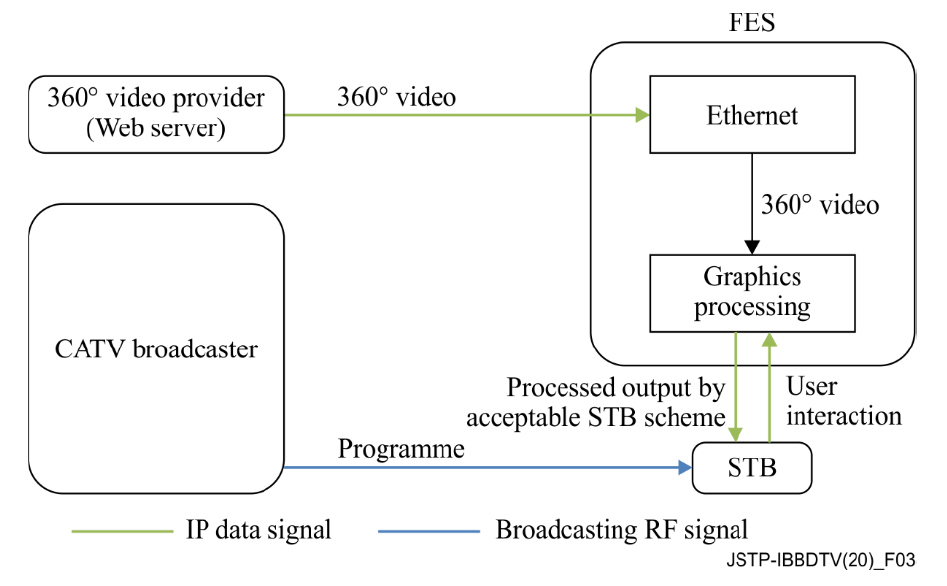 FES
360° video provider
(Web server)
360° video
Ethernet
360° video
Graphics
processing
CATV broadcaster
Processed output by
acceptable STB scheme
User
interaction
Programme
STB
IP data signal
Broadcasting RF signal
JSTP-IBBDTV(20)_F03